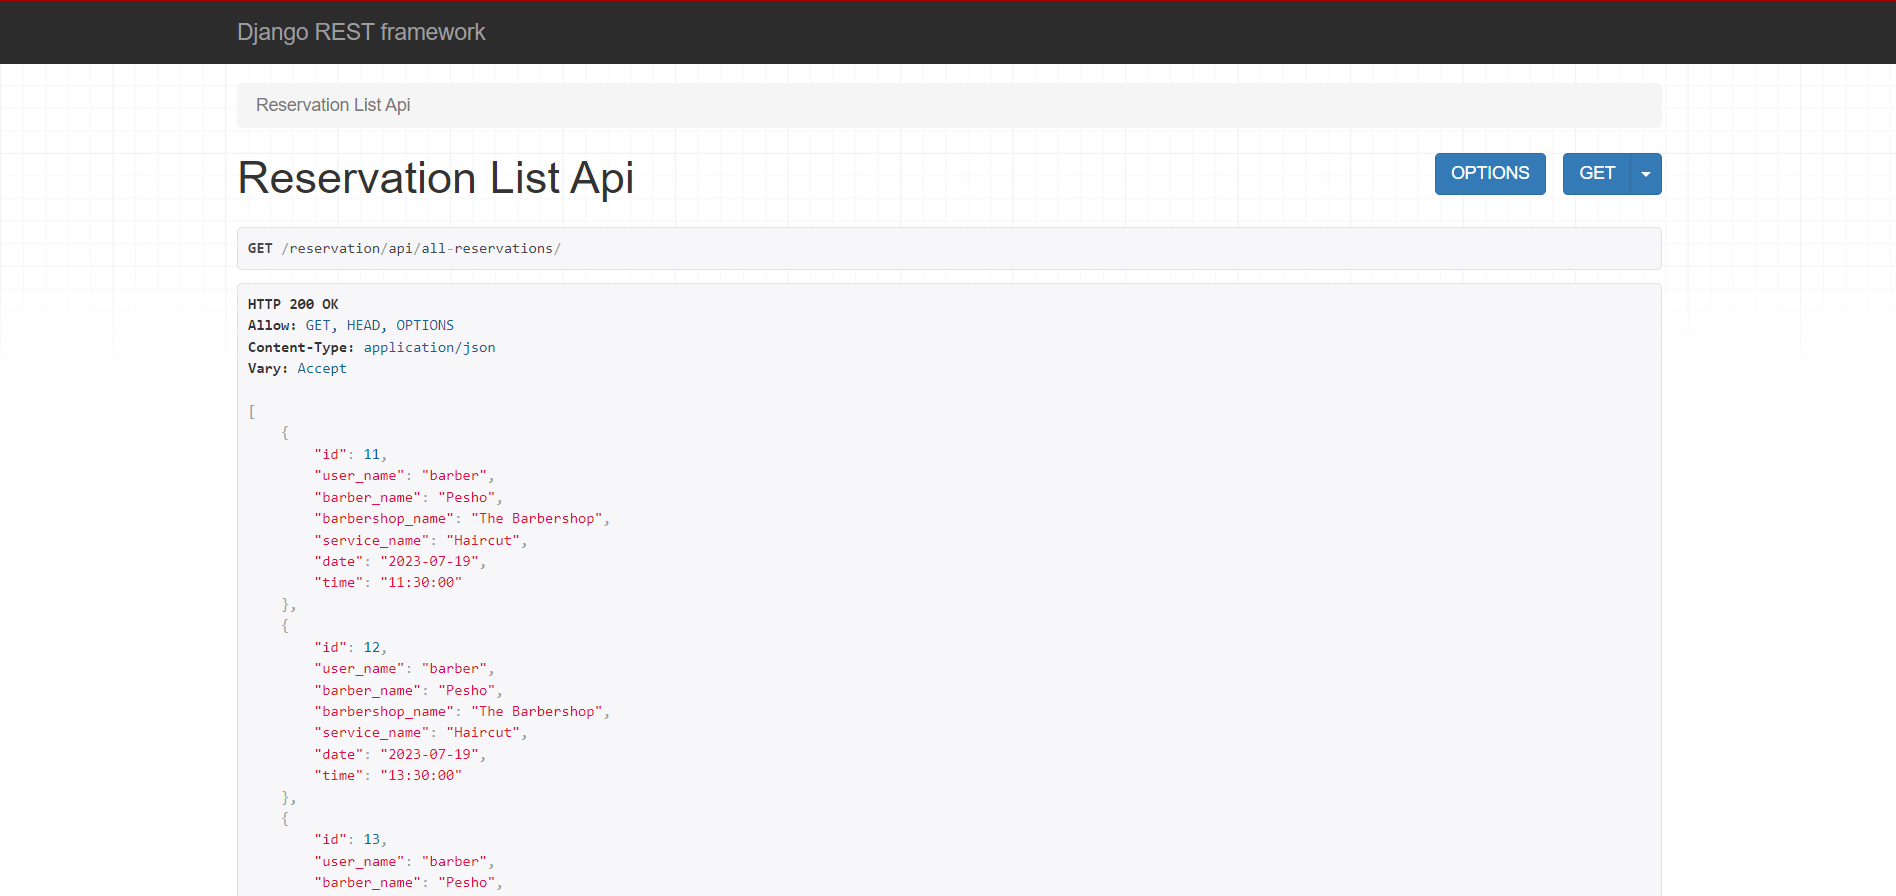 Django REST framework
Reservation List Api
Reservation List Api
OPTIONS
GET
GET /reservation/api/all-reservations/
HTTP 200 OK
Allow: GET, HEAD, OPTIONS
Content-Type: application/json
Vary: Accept
[
    {
        "id": 11,
        "user_name": "barber",
        "barber_name": "Pesho",
        "barbershop_name": "The Barbershop",
        "service_name": "Haircut",
        "date": "2023-07-19",
        "time": "11:30:00"
    },
    {
        "id": 12,
        "user_name": "barber",
        "barber_name": "Pesho",
        "barbershop_name": "The Barbershop",
        "service_name": "Haircut",
        "date": "2023-07-19",
        "time": "13:30:00"
    },
    {
        "id": 13,
        "user_name": "barber",
        "barber_name": "Pesho",